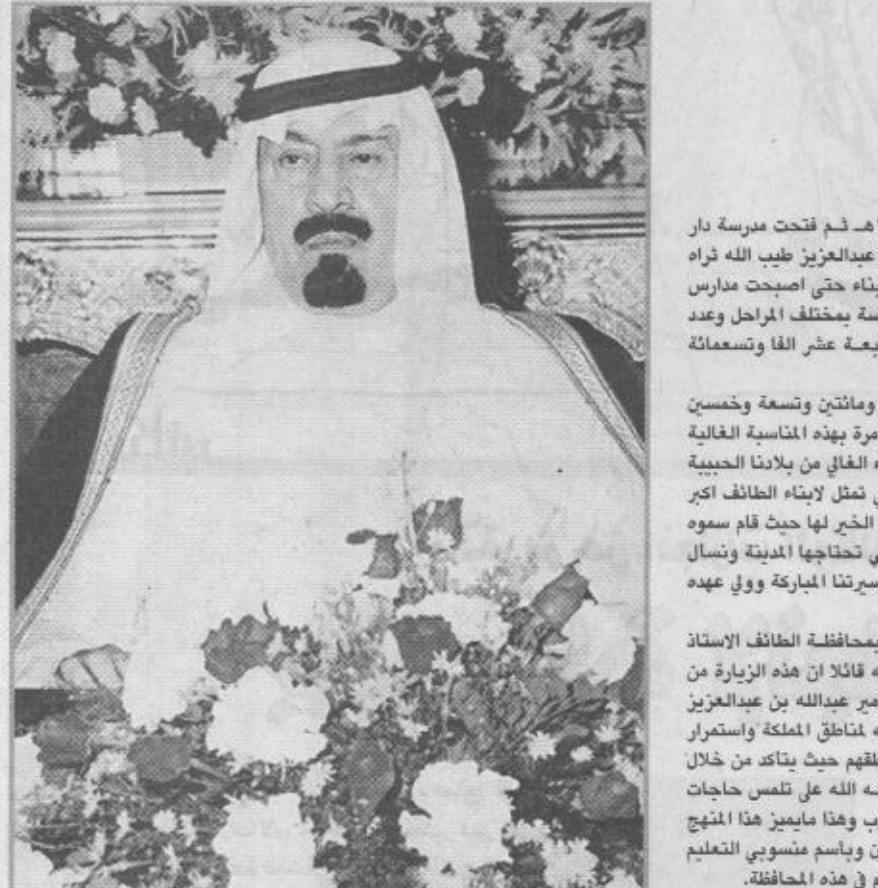 هـ ثم فتحت مدرسة دار
عبدالعزيز طيب الله ثراه
بناء حتى اصبحت مدارس
سة بمختلف المراحل وعدد
بعة عشر الفا وتسعمائة
ومائتين وتسعة وخمسين
مرة بهذه المناسبة الغالية
ء الغالي من بلادنا الحبيبة
ي تمثل لابناء الطائف اكبر
الخير لها حيث قام سموه
ي تحتاجها المدينة ونسأل
سيرتنا المباركة وولي عهده
بمحافظة الطائف الاستاذ
ه قائلا ان هذه الزيارة من
مير عبدالله بن عبدالعزيز
ه لمناطق المملكة واستمرار
طقهم حيث يتأكد من خلال
ـه الله على تلمس حاجات
ب وهذا مايميز هذا المنهج
ن وباسم منسوبي التعليم
م في هذه المحافظة.